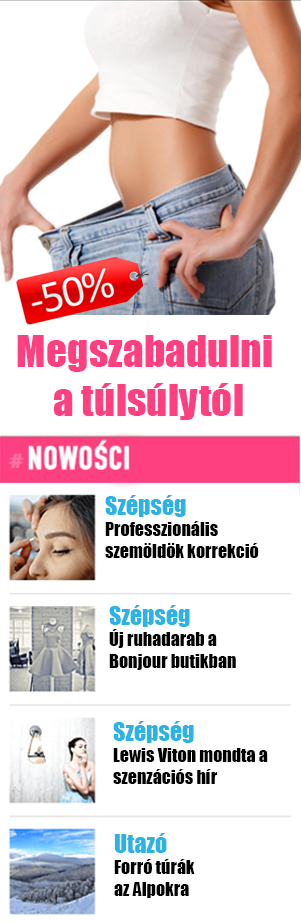 -50%
Megszabadulni
a túlsúlytól
# NOWOŚCI
Szépség
Professzionális
szemöldök korrekció
Szépség
Új ruhadarab a
Bonjour butikban
Szépség
Lewis Viton mondta a
szenzációs hír
Utazó
Forró túrák
az Alpokra